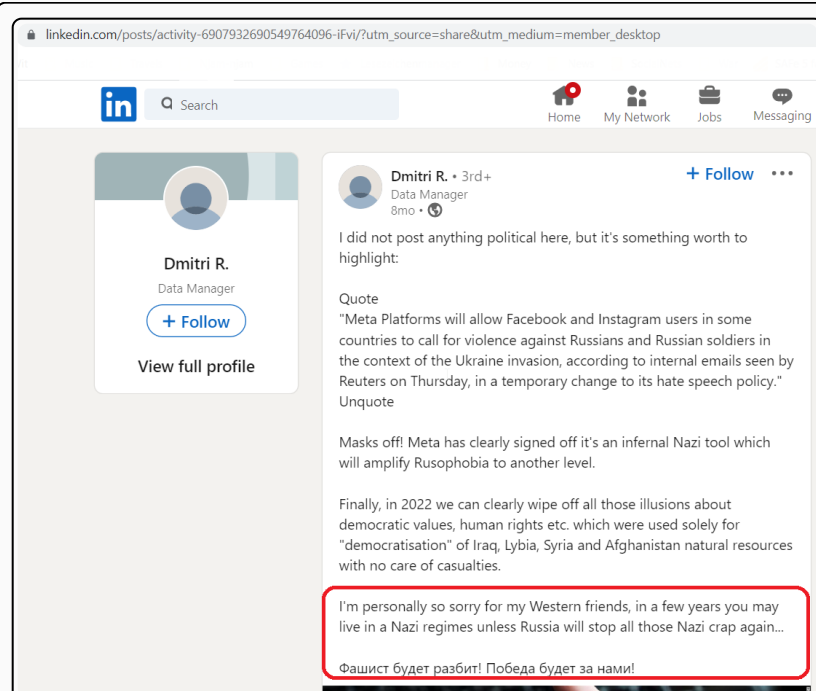 linkedin.com/posts/activity-6907932690549764096-iFvi/?utm_source=share&utm_medium=member_desktop
in
Search
Home
My Network
Jobs
Messaging
Dmitri R.
Data Manager
+ Follow
View full profile
Dmitri R. • 3rd+
+ Follow
Data Manager
8mo •
I did not post anything political here, but it's something worth to
highlight:
Quote
"Meta Platforms will allow Facebook and Instagram users in some
countries to call for violence against Russians and Russian soldiers in
the context of the Ukraine invasion, according to internal emails seen by
Reuters on Thursday, in a temporary change to its hate speech policy."
Unquote
Masks off! Meta has clearly signed off it's an infernal Nazi tool which
will amplify Rusophobia to another level.
Finally, in 2022 we can clearly wipe off all those illusions about
democratic values, human rights etc. which were used solely for
"democratisation" of Iraq, Lybia, Syria and Afghanistan natural resources
with no care of casualties.
I'm personally so sorry for my Western friends, in a few years you may
live in a Nazi regimes unless Russia will stop all those Nazi crap again...
Фашист будет разбит! Победа будет за нами!